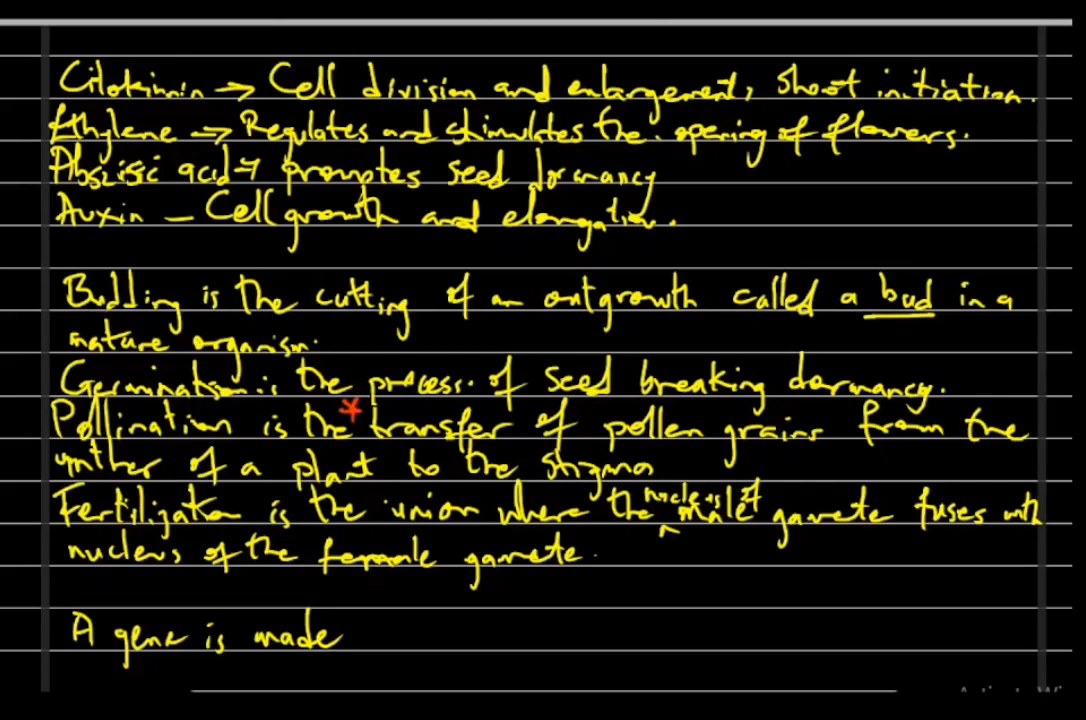 Citokinnin → Cell division and enlargement, shoot initiation.
Ethylene → Regulates and stimulates the opening of flowers.
Abszisic acid → promotes seed dormancy
Auxin – Cell growth and elongation.
Budding is the cutting of an outgrowth called a bud in a
mature organism.
Germination is the process of seed breaking dormancy.
Pollination is the * transfer of pollen grains from the
anther of a plant to the stigma
Fertilization is the union where the nucleus of male gamete fuses with
nucleus of the female gamete.
A gene is made